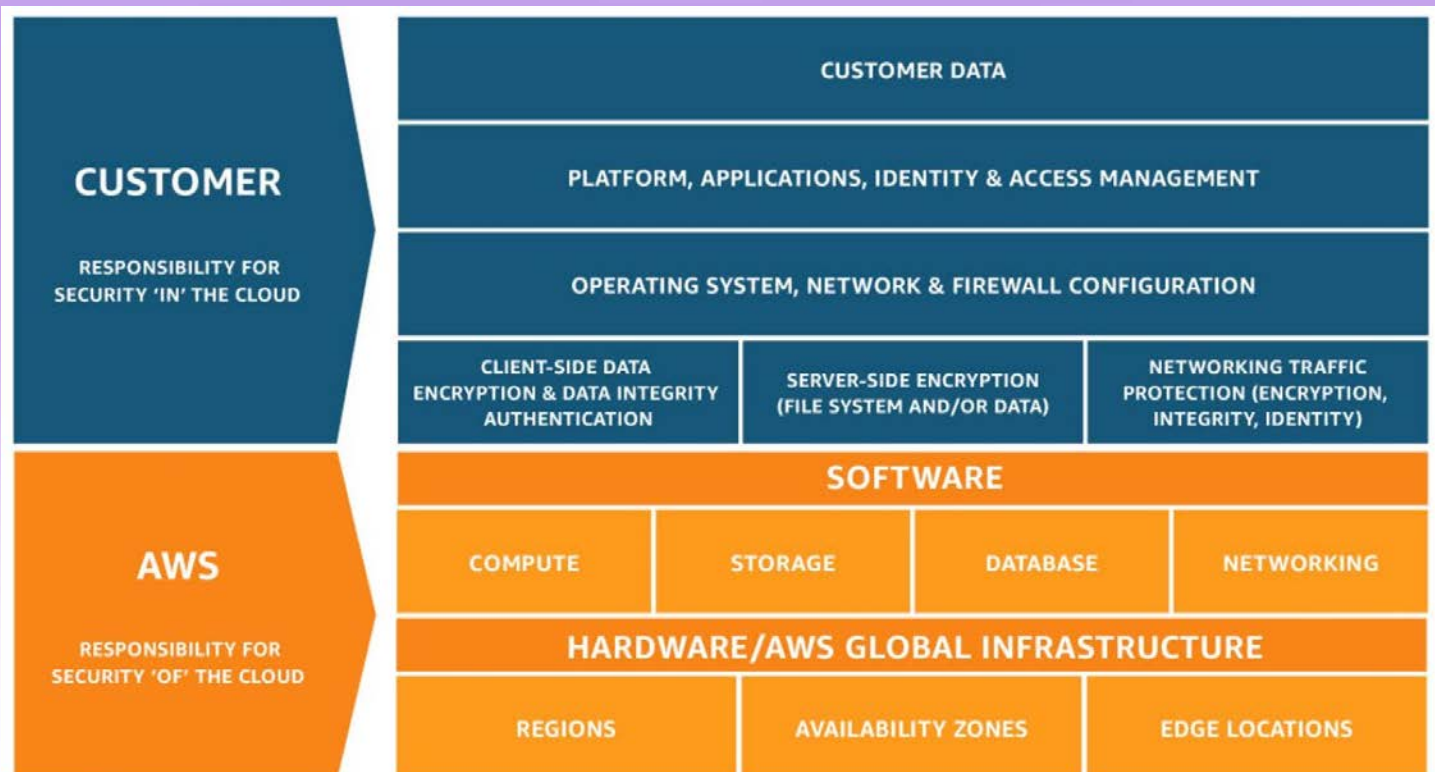 CUSTOMER
RESPONSIBILITY FOR
SECURITY ‘IN’ THE CLOUD
CUSTOMER DATA
PLATFORM, APPLICATIONS, IDENTITY & ACCESS MANAGEMENT
OPERATING SYSTEM, NETWORK & FIREWALL CONFIGURATION
CLIENT-SIDE DATA
ENCRYPTION & DATA INTEGRITY
AUTHENTICATION
SERVER-SIDE ENCRYPTION
(FILE SYSTEM AND/OR DATA)
NETWORKING TRAFFIC
PROTECTION (ENCRYPTION,
INTEGRITY, IDENTITY)
AWS
RESPONSIBILITY FOR
SECURITY ‘OF’ THE CLOUD
SOFTWARE
COMPUTE
STORAGE
DATABASE
NETWORKING
HARDWARE/AWS GLOBAL INFRASTRUCTURE
REGIONS
AVAILABILITY ZONES
EDGE LOCATIONS